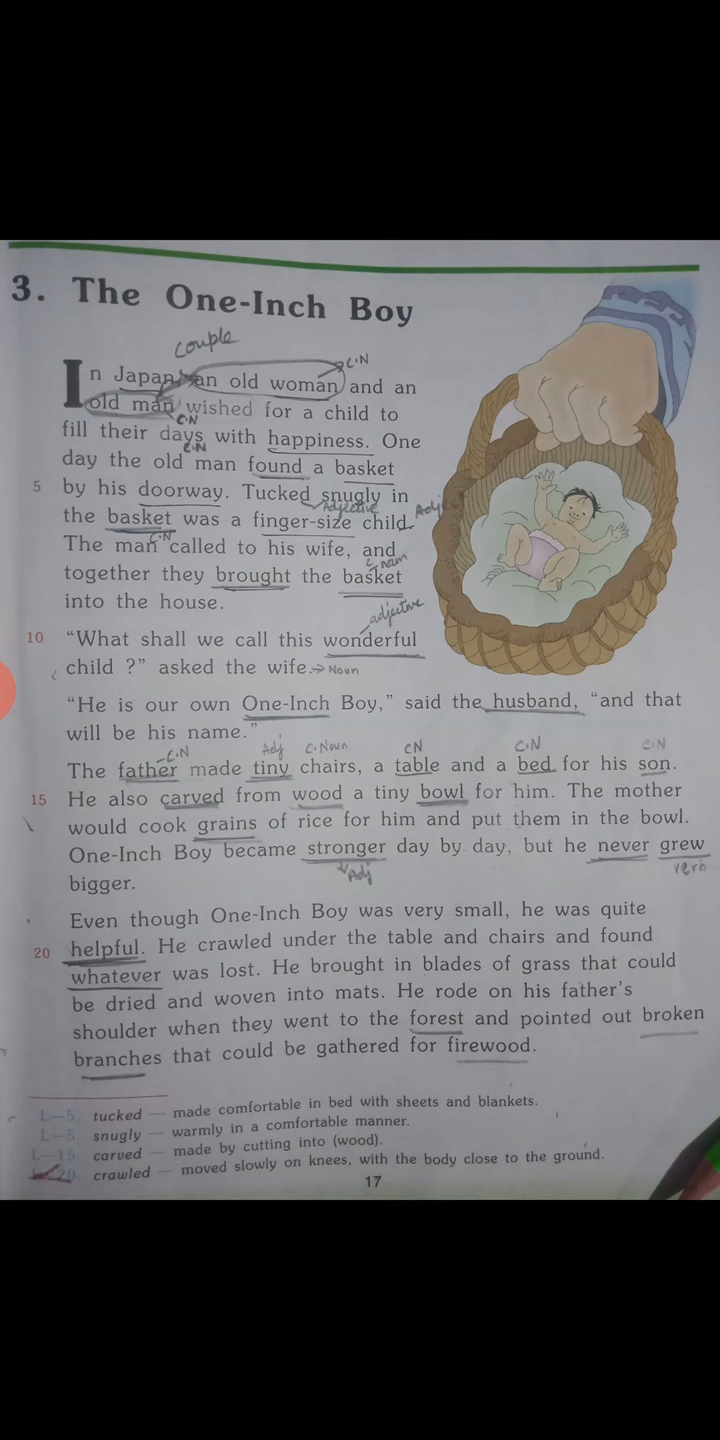 3. The One-Inch Boy
couple
C.N
In Japan, an old woman and an
old man wished for a child to
C.N
fill their days with happiness. One
C.N
day the old man found a basket
5 by his doorway. Tucked snugly in
Adjective
the basket was a finger-size child.
C.N
The man called to his wife, and
together they brought the basket
into the house.
adjective
10 "What shall we call this wonderful
child ?" asked the wife. → Noun
"He is our own One-Inch Boy," said the husband, "and that
will be his name."
C.N Adj C.Noun CN C.N C.N
The father made tiny chairs, a table and a bed for his son.
15 He also carved from wood a tiny bowl for him. The mother
would cook grains of rice for him and put them in the bowl.
One-Inch Boy became stronger day by day, but he never grew
Adj verb
bigger.
Even though One-Inch Boy was very small, he was quite
20 helpful. He crawled under the table and chairs and found
whatever was lost. He brought in blades of grass that could
be dried and woven into mats. He rode on his father's
shoulder when they went to the forest and pointed out broken
branches that could be gathered for firewood.
L—5. tucked — made comfortable in bed with sheets and blankets.
L—5. snugly — warmly in a comfortable manner.
L—15. carved — made by cutting into (wood).
20. crawled — moved slowly on knees, with the body close to the ground.
17